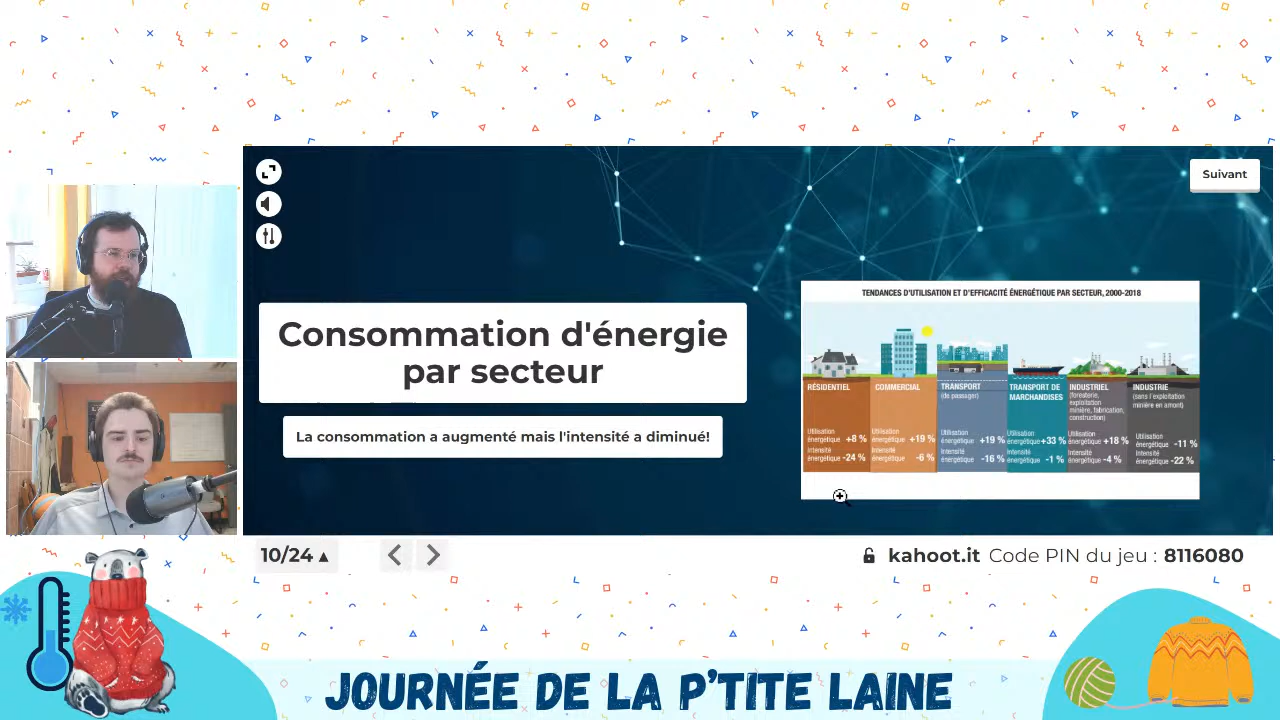 Suivant
Consommation d'énergie
par secteur
La consommation a augmenté mais l'intensité a diminué!
TENDANCES D'UTILISATION ET D'EFFICACITÉ ÉNERGÉTIQUE PAR SECTEUR, 2000-2018
RÉSIDENTIEL
Utilisation
énergétique +8 %
Intensité
énergétique -24 %
COMMERCIAL
Utilisation
énergétique +19 %
Intensité
énergétique -6 %
TRANSPORT
(de passager)
Utilisation
énergétique +19 %
Intensité
énergétique -16 %
TRANSPORT DE
MARCHANDISES
Utilisation
énergétique +33 %
Intensité
énergétique -1 %
INDUSTRIEL
(foresterie,
exploitation
minière, fabrication,
construction)
Utilisation
énergétique +18 %
Intensité
énergétique -4 %
INDUSTRIE
(sans l'exploitation
minière en amont)
Utilisation
énergétique -11 %
Intensité
énergétique -22 %
10/24
kahoot.it Code PIN du jeu : 8116080
JOURNÉE DE LA P'TITE LAINE